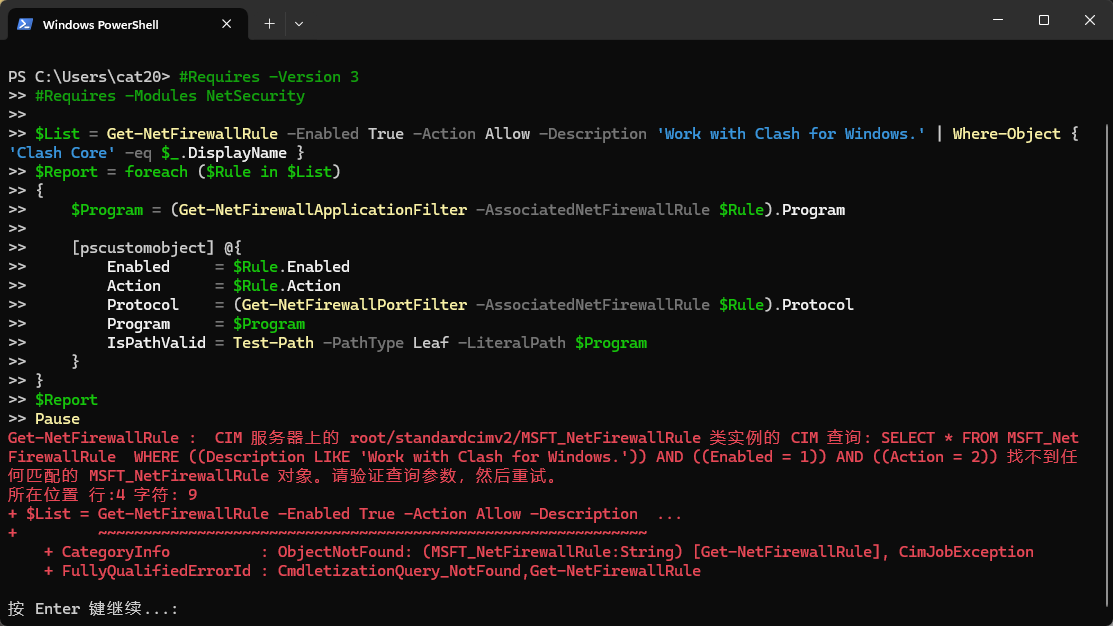 Windows PowerShell
PS C:\Users\cat20> #Requires -Version 3
>> #Requires -Modules NetSecurity
>>
>> $List = Get-NetFirewallRule -Enabled True -Action Allow -Description 'Work with Clash for Windows.' | Where-Object {
'Clash Core' -eq $_.DisplayName }
>> $Report = foreach ($Rule in $List)
>> {
>>     $Program = (Get-NetFirewallApplicationFilter -AssociatedNetFirewallRule $Rule).Program
>>
>>     [pscustomobject] @{
>>         Enabled     = $Rule.Enabled
>>         Action      = $Rule.Action
>>         Protocol    = (Get-NetFirewallPortFilter -AssociatedNetFirewallRule $Rule).Protocol
>>         Program     = $Program
>>         IsPathValid = Test-Path -PathType Leaf -LiteralPath $Program
>>     }
>> }
>> $Report
>> Pause
Get-NetFirewallRule :  CIM 服务器上的 root/standardcimv2/MSFT_NetFirewallRule 类实例的 CIM 查询: SELECT * FROM MSFT_Net
FirewallRule  WHERE ((Description LIKE 'Work with Clash for Windows.')) AND ((Enabled = 1)) AND ((Action = 2)) 找不到任
何匹配的 MSFT_NetFirewallRule 对象。请验证查询参数，然后重试。
所在位置 行:4 字符: 9
+ $List = Get-NetFirewallRule -Enabled True -Action Allow -Description  ...
+         ~~~~~~~~~~~~~~~~~~~~~~~~~~~~~~~~~~~~~~~~~~~~~~~~~~~~~~~~~~~~~
    + CategoryInfo          : ObjectNotFound: (MSFT_NetFirewallRule:String) [Get-NetFirewallRule], CimJobException
    + FullyQualifiedErrorId : CmdletizationQuery_NotFound,Get-NetFirewallRule
按 Enter 键继续...: